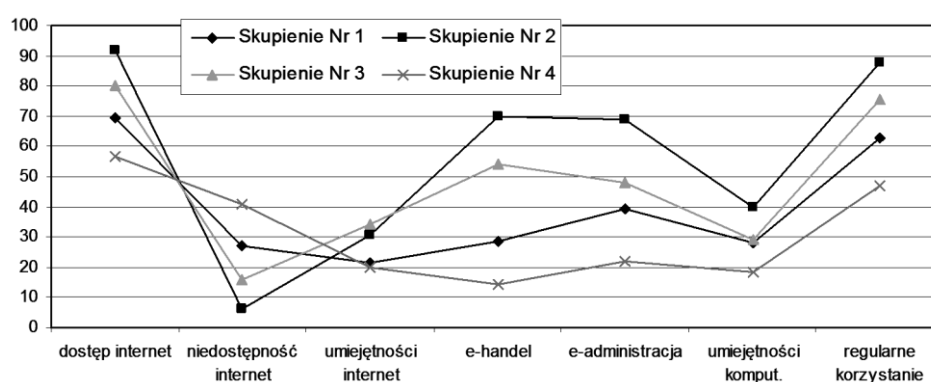 100
90
80
70
60
50
40
30
20
10
0
Skupienie Nr 1
Skupienie Nr 2
Skupienie Nr 3
Skupienie Nr 4
dostęp internet
niedostępność
internet
umiejętności
internet
e-handel
e-administracja
umiejętności
komput.
regularne
korzystanie